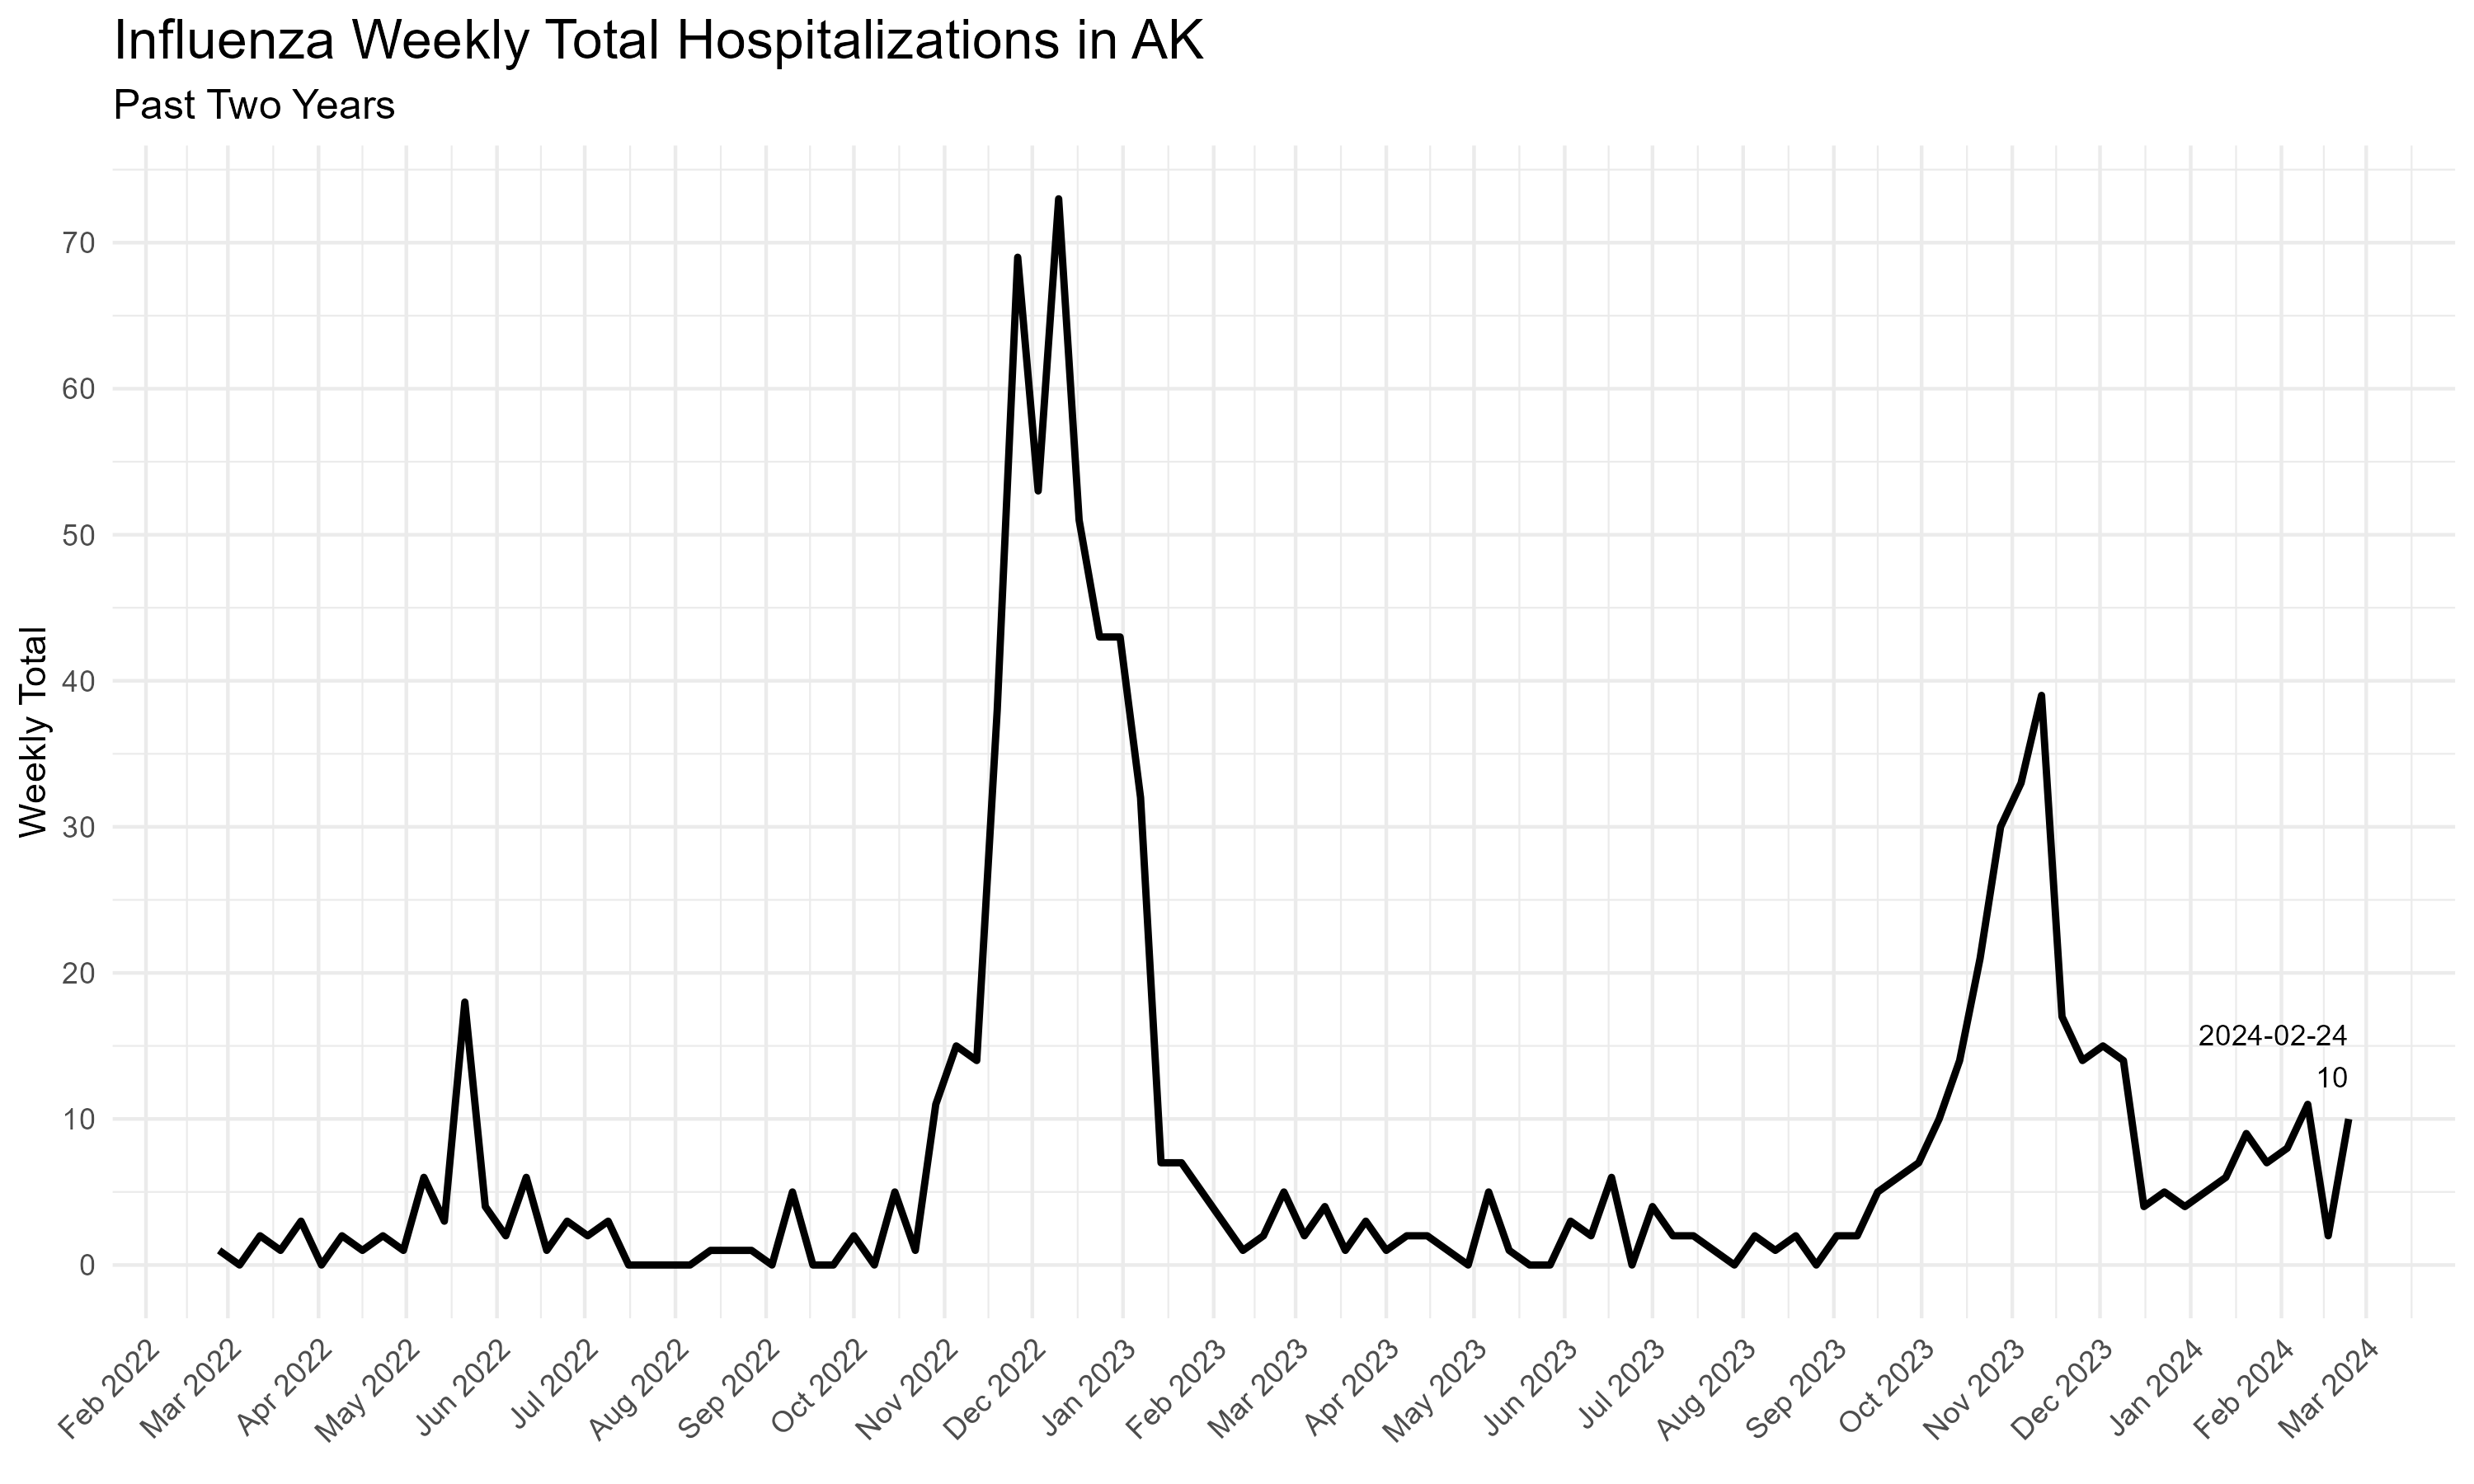 Influenza Weekly Total Hospitalizations in AK
Past Two Years
Weekly Total
70
60
50
40
30
20
10
0
2024-02-24
10
Feb 2022
Mar 2022
Apr 2022
May 2022
Jun 2022
Jul 2022
Aug 2022
Sep 2022
Oct 2022
Nov 2022
Dec 2022
Jan 2023
Feb 2023
Mar 2023
Apr 2023
May 2023
Jun 2023
Jul 2023
Aug 2023
Sep 2023
Oct 2023
Nov 2023
Dec 2023
Jan 2024
Feb 2024
Mar 2024